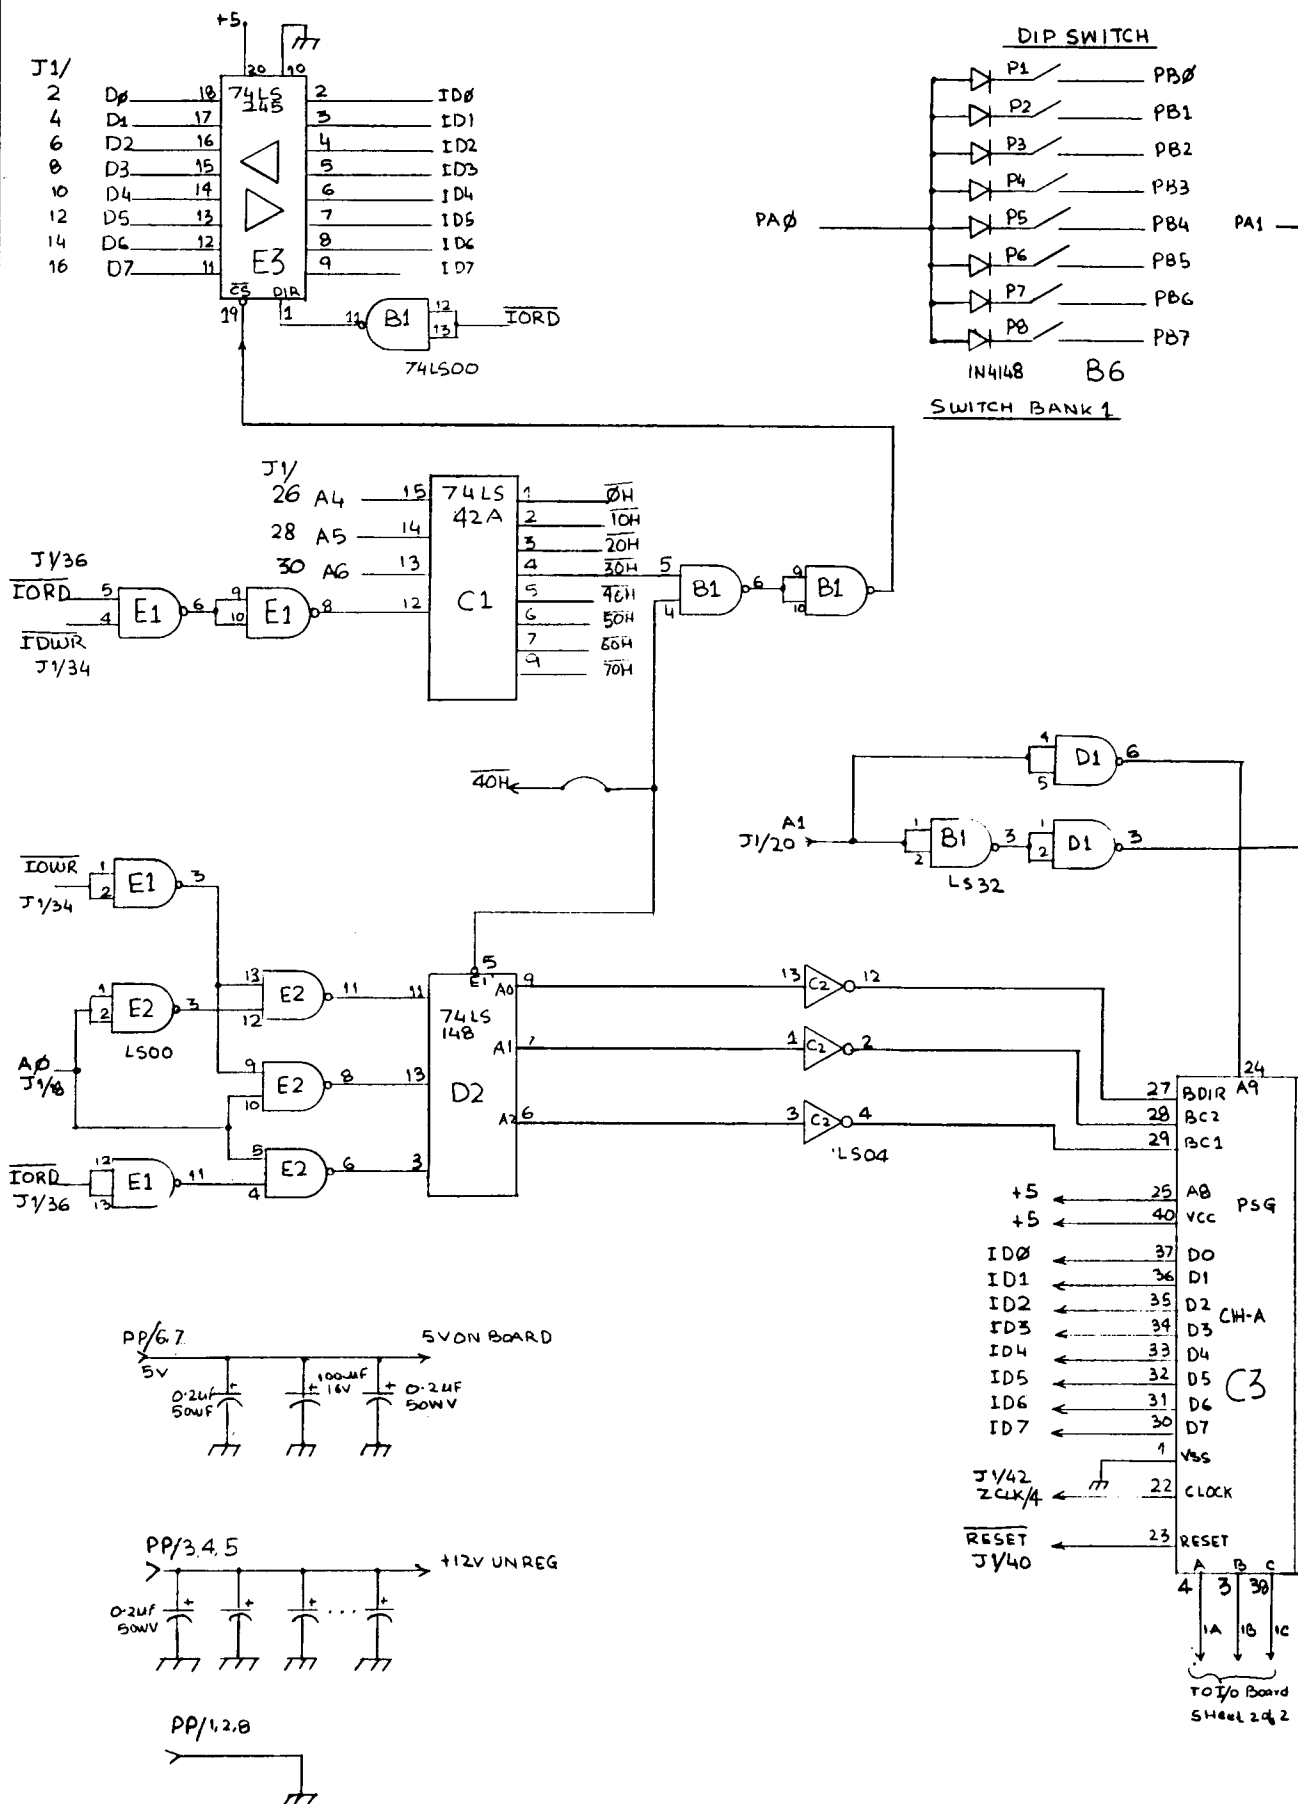 +5
J1/
20 10
74LS
245
2 DØ 18 2 IDØ
4 D1 17 3 ID1
6 D2 16 4 ID2
8 D3 15 5 ID3
10 D4 14 6 ID4
12 D5 13 7 ID5
14 D6 12 8 ID6
16 D7 11 9 ID7
E3
CS DIR
19 1 11 B1 12 13 IORD
74LS00
DIP SWITCH
P1 PBØ
P2 PB1
P3 PB2
P4 PB3
PAØ P5 PB4 PA1
P6 PB5
P7 PB6
P8 PB7
IN4148 B6
SWITCH BANK 1
J1/
26 A4 15 74LS 1 ØH
42A 2 10H
28 A5 14 3 20H
30 A6 13 4 30H 5 B1 6 9 B1
J1/36
IORD 5 E1 6 9 E1 8 12 C1 5 40H 4 10
4 10 6 50H
IOWR 7 60H
J1/34 9 70H
40H
4 D1 6
5
A1
J1/20 1 B1 3 1 D1 3
2 2
LS32
IOWR 1 E1 3
J1/34 2
13 E2 11 11 5 E1 A0 9 13 C2 12
1 E2 3 12 74LS
2 148
LS00
A1 7 1 C2 2
AØ
J1/18 9 E2 8 13 D2
10
A2 6 3 C2 4
LS04
5 E2 6 3
IORD 12 E1 11 4
J1/36 13
24
27 BDIR A9
28 BC2
29 BC1
+5 25 A8 PSG
+5 40 VCC
IDØ 37 D0
ID1 36 D1
ID2 35 D2
CH-A
ID3 34 D3
ID4 33 D4
ID5 32 D5 C3
ID6 31 D6
ID7 30 D7
1 VSS
J1/42
ZCLK/4 22 CLOCK
RESET 23 RESET
J1/40
A B C
4 3 38
1A 1B 1C
TO I/O Board
SHeet 2 of 2
PP/6,7 5V ON BOARD
5V
0.2uF + 100uF + 16V + 0.2uF
50WF 50WV
PP/3,4,5 +12V UNREG
0.2uF + + + ... +
50WV
PP/1,2,8